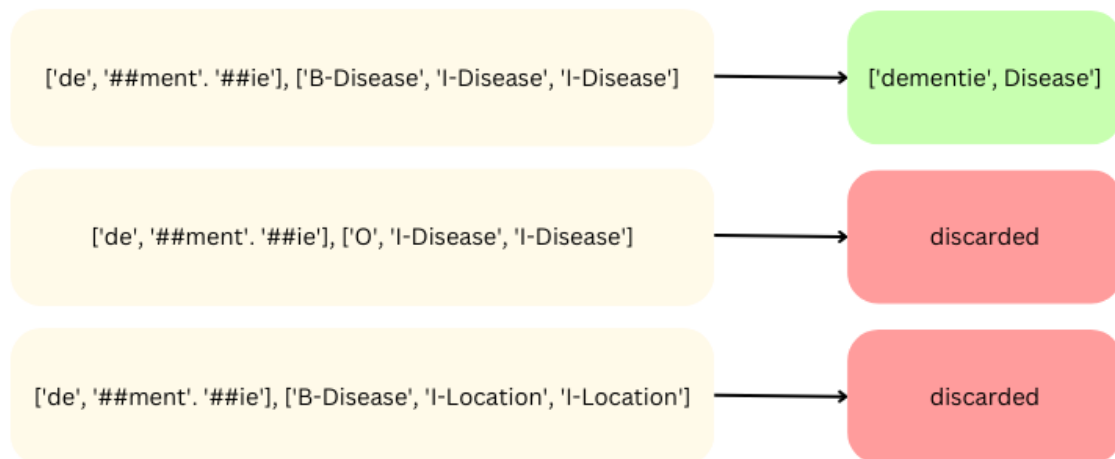 ['de', '##ment'. '##ie'], ['B-Disease', 'I-Disease', 'I-Disease']
['dementie', Disease']
['de', '##ment'. '##ie'], ['O', 'I-Disease', 'I-Disease']
discarded
['de', '##ment'. '##ie'], ['B-Disease', 'I-Location', 'I-Location']
discarded